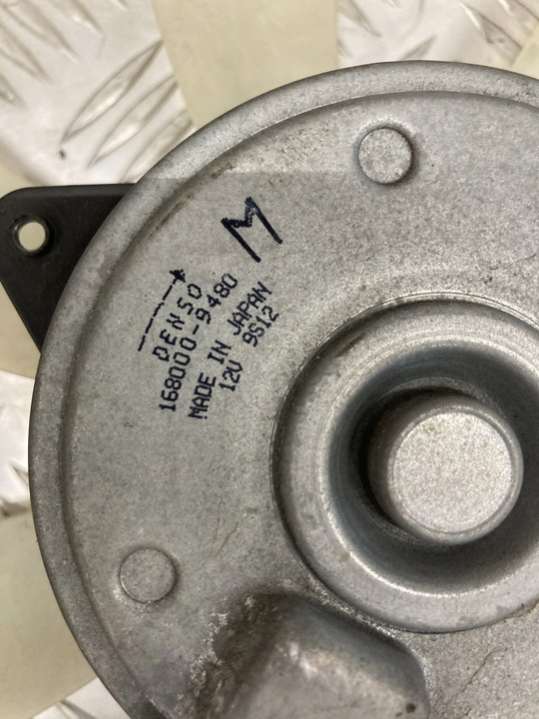 M
DENSO
168000-9480
MADE IN JAPAN
12V 9S12